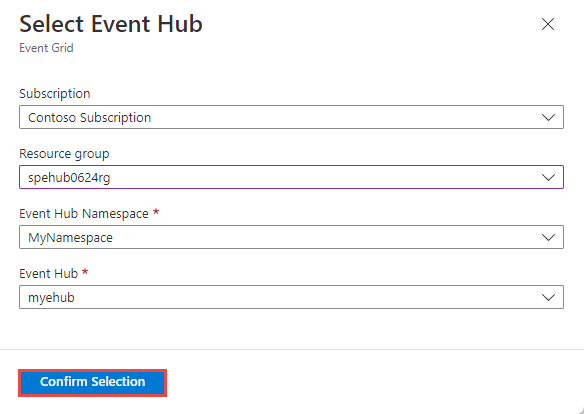 Select Event Hub
Event Grid
Subscription
Contoso Subscription
Resource group
spehub0624rg
Event Hub Namespace *
MyNamespace
Event Hub *
myehub
Confirm Selection